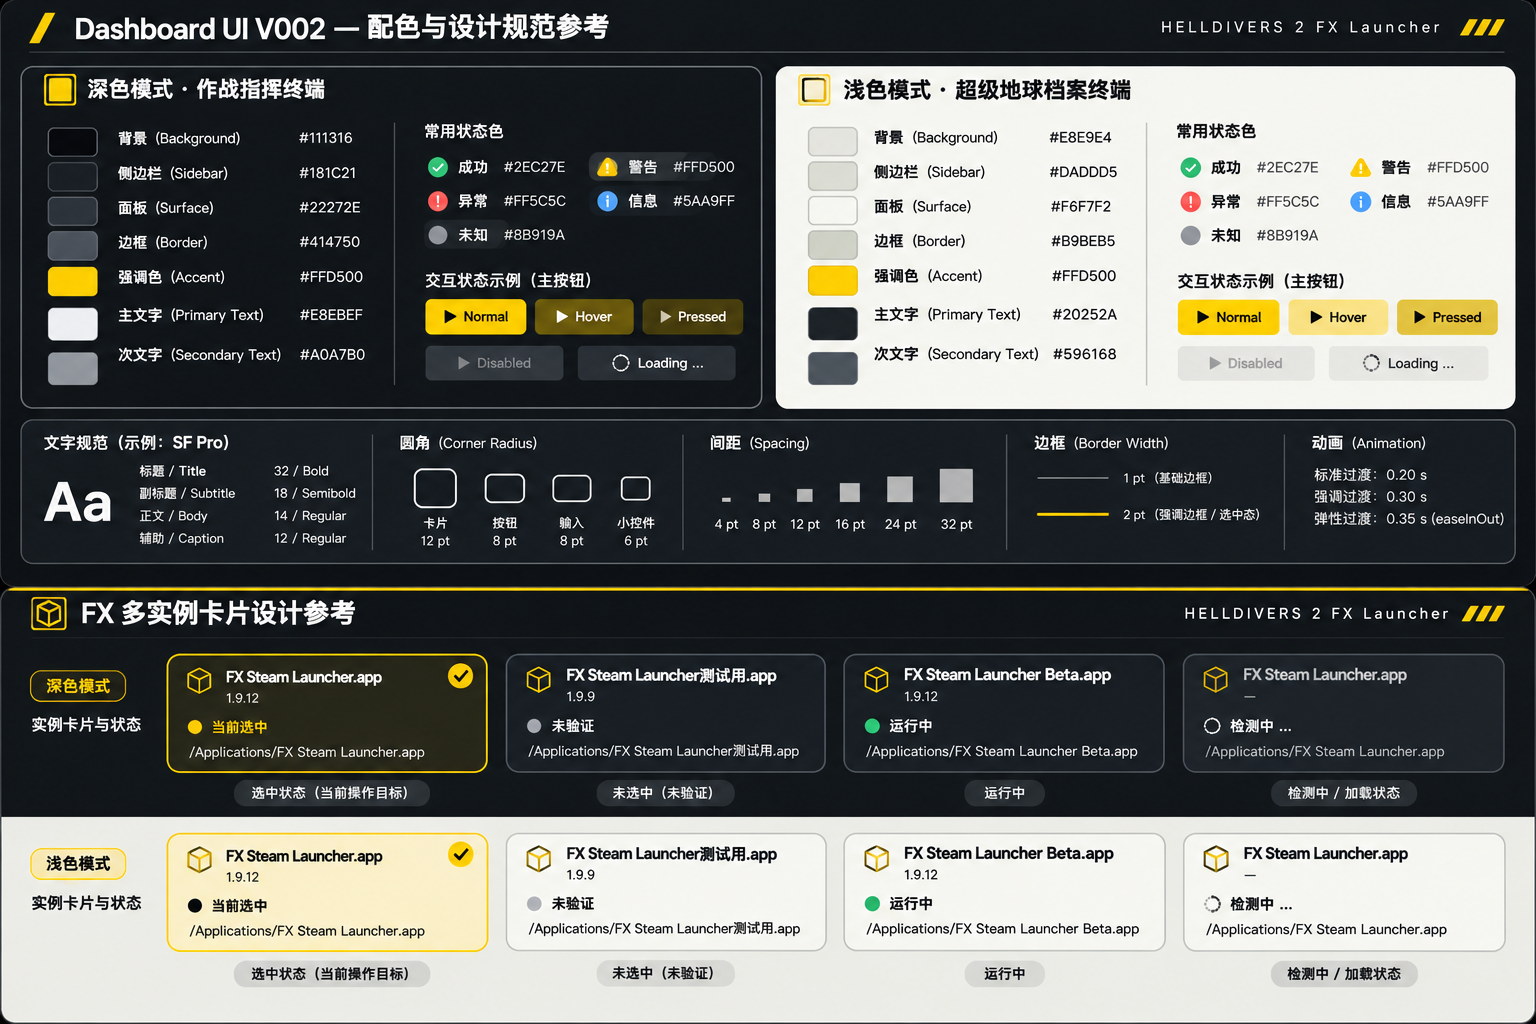 Dashboard UI V002 — 配色与设计规范参考
HELLDIVERS 2 FX Launcher
深色模式 · 作战指挥终端
背景 (Background) #111316
侧边栏 (Sidebar) #181C21
面板 (Surface) #22272E
边框 (Border) #414750
强调色 (Accent) #FFD500
主文字 (Primary Text) #E8EBEF
次文字 (Secondary Text) #A0A7B0
常用状态色
成功 #2EC27E 警告 #FFD500
异常 #FF5C5C 信息 #5AA9FF
未知 #8B919A
交互状态示例（主按钮）
Normal Hover Pressed
Disabled Loading ...
浅色模式 · 超级地球档案终端
背景 (Background) #E8E9E4
侧边栏 (Sidebar) #DADDD5
面板 (Surface) #F6F7F2
边框 (Border) #B9BEB5
强调色 (Accent) #FFD500
主文字 (Primary Text) #20252A
次文字 (Secondary Text) #596168
常用状态色
成功 #2EC27E 警告 #FFD500
异常 #FF5C5C 信息 #5AA9FF
未知 #8B919A
交互状态示例（主按钮）
Normal Hover Pressed
Disabled Loading ...
文字规范（示例：SF Pro）
Aa
标题 / Title 32 / Bold
副标题 / Subtitle 18 / Semibold
正文 / Body 14 / Regular
辅助 / Caption 12 / Regular
圆角 (Corner Radius)
卡片 按钮 输入 小控件
12 pt 8 pt 8 pt 6 pt
间距 (Spacing)
4 pt 8 pt 12 pt 16 pt 24 pt 32 pt
边框 (Border Width)
1 pt（基础边框）
2 pt（强调边框 / 选中态）
动画 (Animation)
标准过渡：0.20 s
强调过渡：0.30 s
弹性过渡：0.35 s (easeInOut)
FX 多实例卡片设计参考
HELLDIVERS 2 FX Launcher
深色模式
实例卡片与状态
FX Steam Launcher.app
1.9.12
当前选中
/Applications/FX Steam Launcher.app
选中状态（当前操作目标）
FX Steam Launcher测试用.app
1.9.9
未验证
/Applications/FX Steam Launcher测试用.app
未选中（未验证）
FX Steam Launcher Beta.app
1.9.12
运行中
/Applications/FX Steam Launcher Beta.app
运行中
FX Steam Launcher.app
—
检测中 ...
/Applications/FX Steam Launcher.app
检测中 / 加载状态
浅色模式
实例卡片与状态
FX Steam Launcher.app
1.9.12
当前选中
/Applications/FX Steam Launcher.app
选中状态（当前操作目标）
FX Steam Launcher测试用.app
1.9.9
未验证
/Applications/FX Steam Launcher测试用.app
未选中（未验证）
FX Steam Launcher Beta.app
1.9.12
运行中
/Applications/FX Steam Launcher Beta.app
运行中
FX Steam Launcher.app
—
检测中 ...
/Applications/FX Steam Launcher.app
检测中 / 加载状态